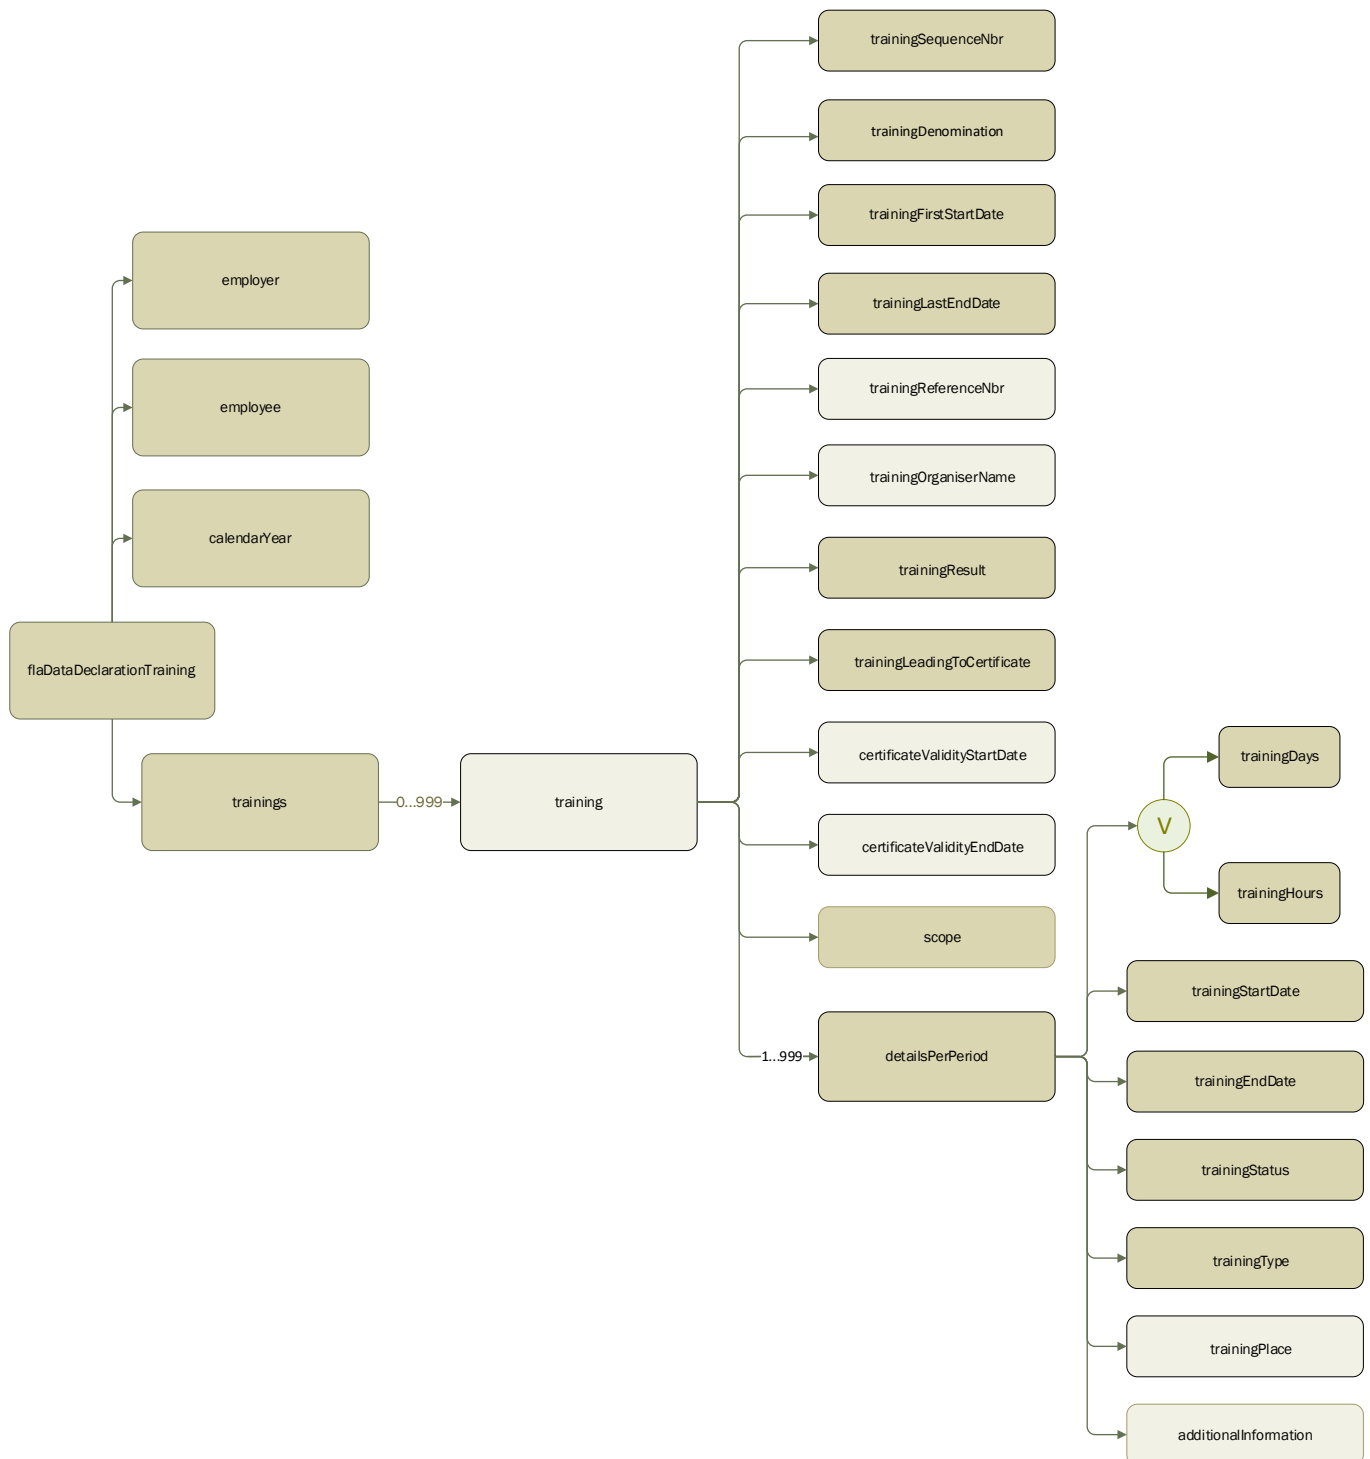 trainingSequenceNbr
trainingDenomination
trainingFirstStartDate
employer
trainingLastEndDate
trainingReferenceNbr
employee
trainingOrganiserName
calendarYear
trainingResult
flaDataDeclarationTraining
trainingLeadingToCertificate
certificateValidityStartDate
trainingDays
trainings
0...999
training
V
certificateValidityEndDate
trainingHours
scope
trainingStartDate
1...999
detailsPerPeriod
trainingEndDate
trainingStatus
trainingType
trainingPlace
additionalInformation